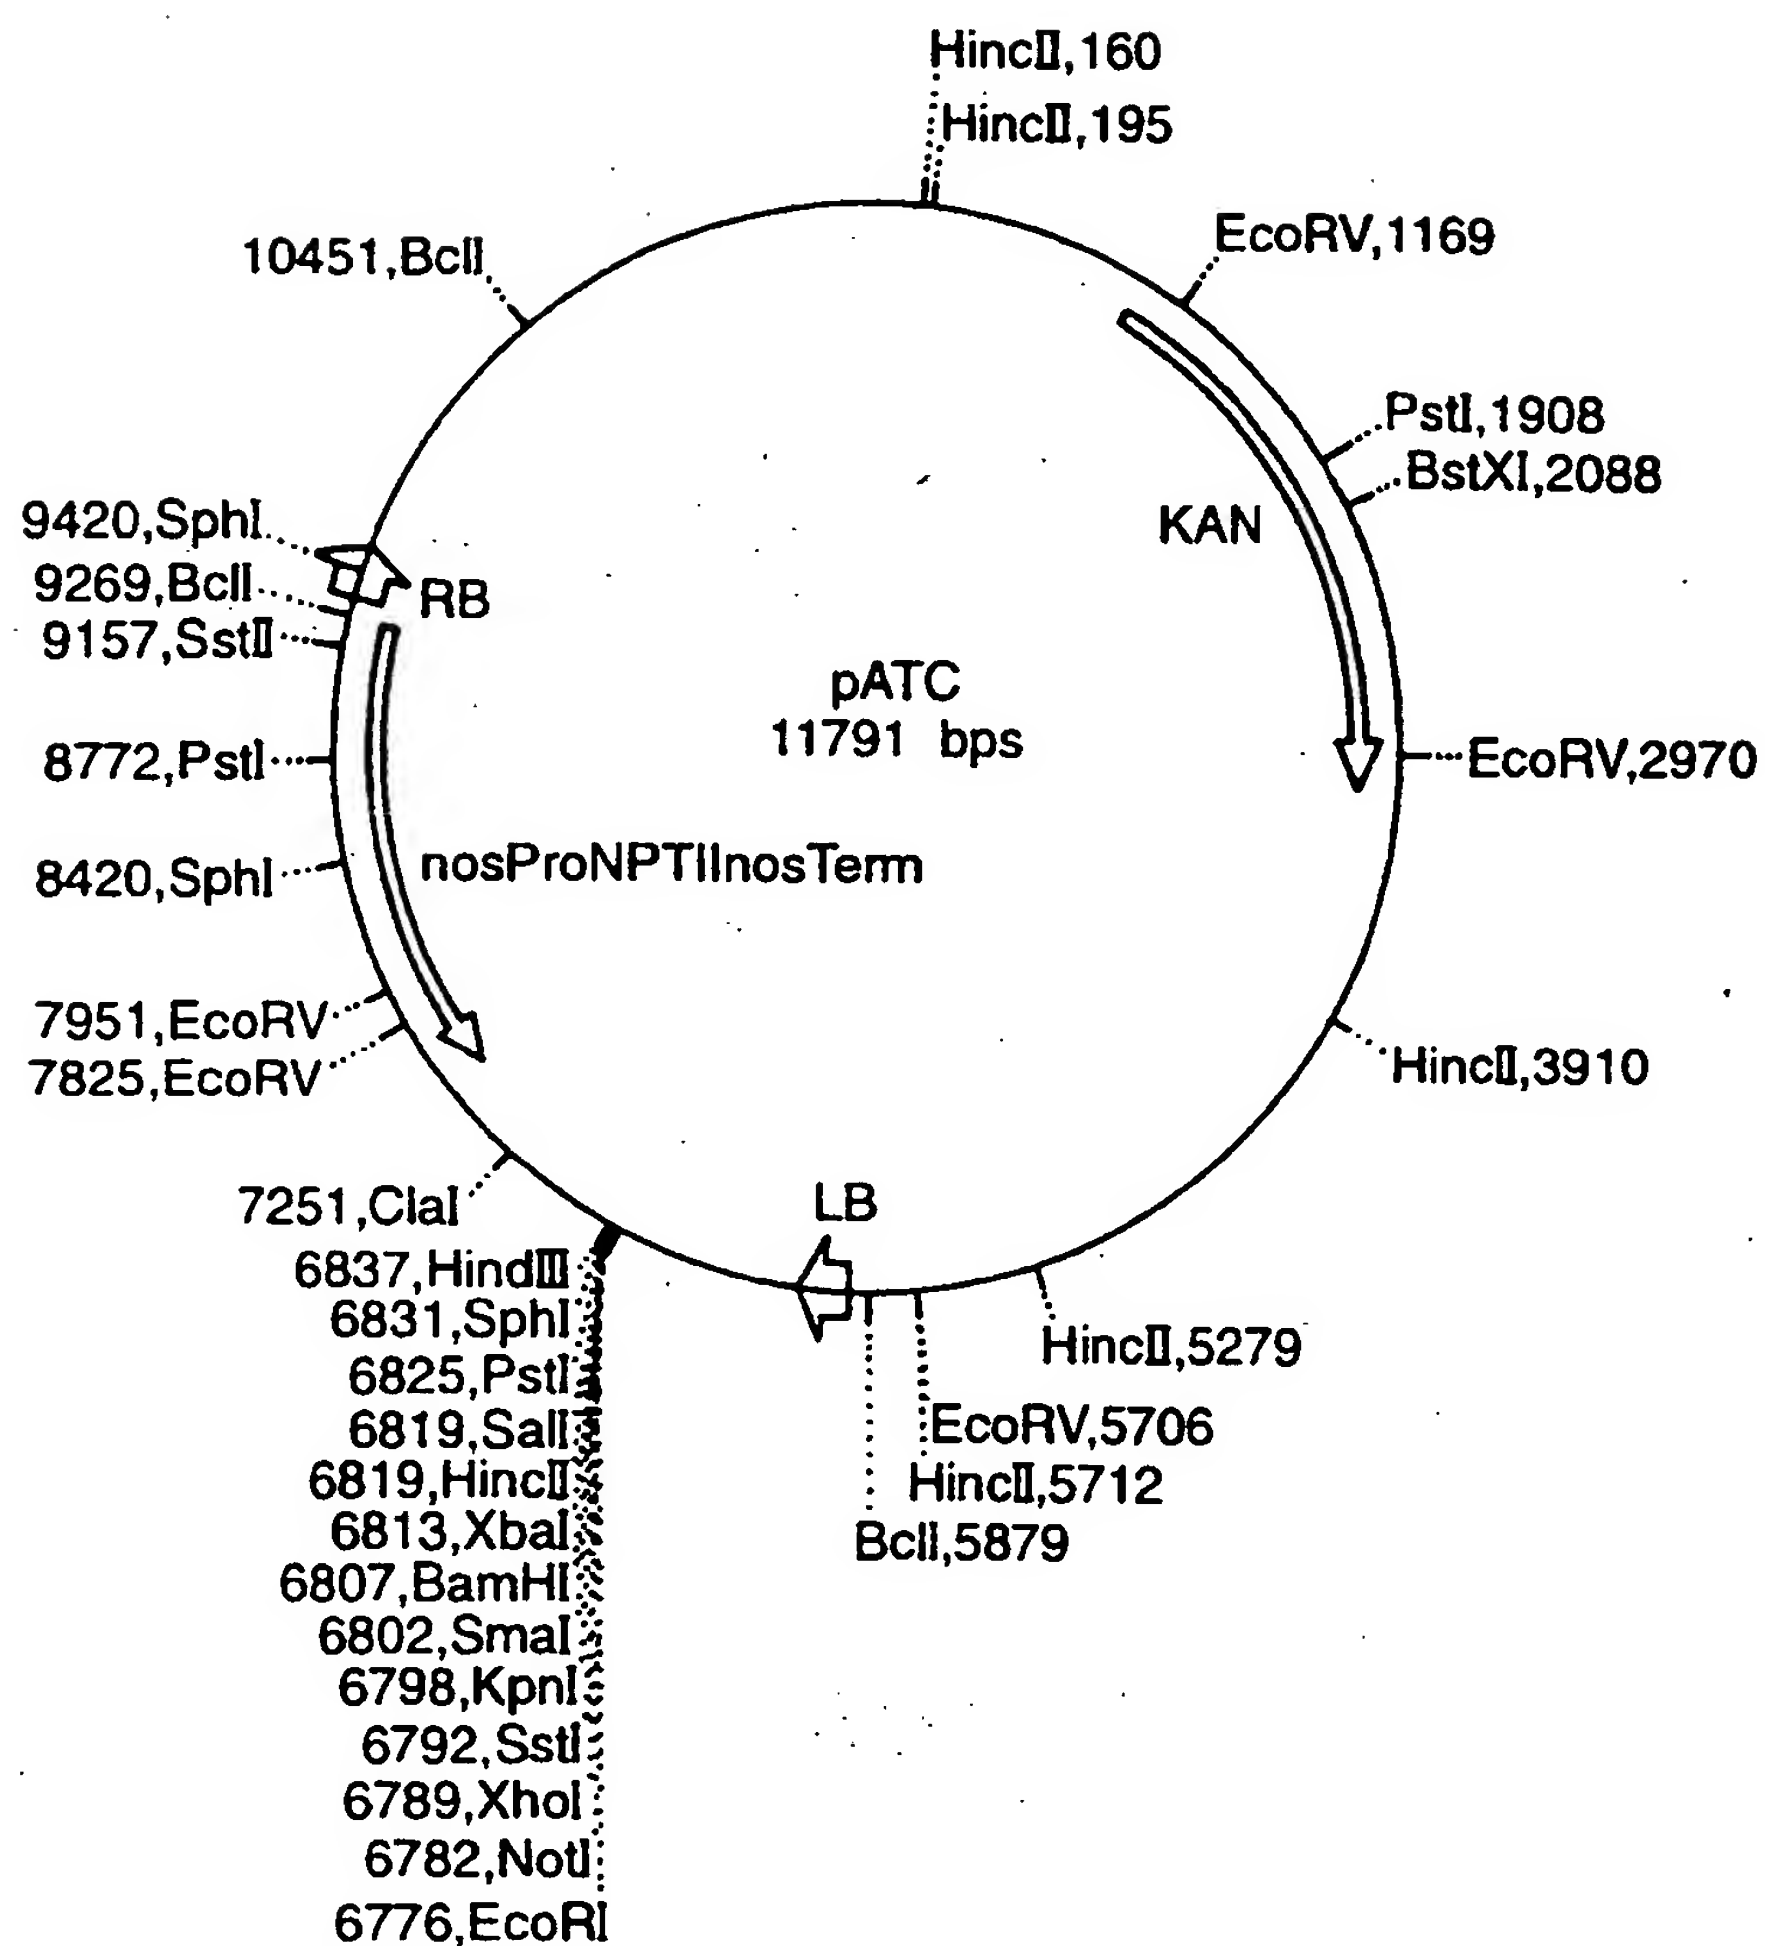 HincⅡ,160
HincⅡ,195
10451,BclI
EcoRV,1169
PstI,1908
BstXI,2088
9420,SphI
KAN
9269,BclI
RB
9157,SstⅡ
pATC
11791 bps
8772,PstI
EcoRV,2970
nosProNPTIInosTerm
8420,SphI
7951,EcoRV
7825,EcoRV
HincⅡ,3910
7251,ClaI
LB
6837,HindⅢ
6831,SphI
HincⅡ,5279
6825,PstI
6819,SalI
EcoRV,5706
6819,HincⅡ
HincⅡ,5712
6813,XbaI
BclI,5879
6807,BamHI
6802,SmaI
6798,KpnI
6792,SstI
6789,XhoI
6782,NotI
6776,EcoRI